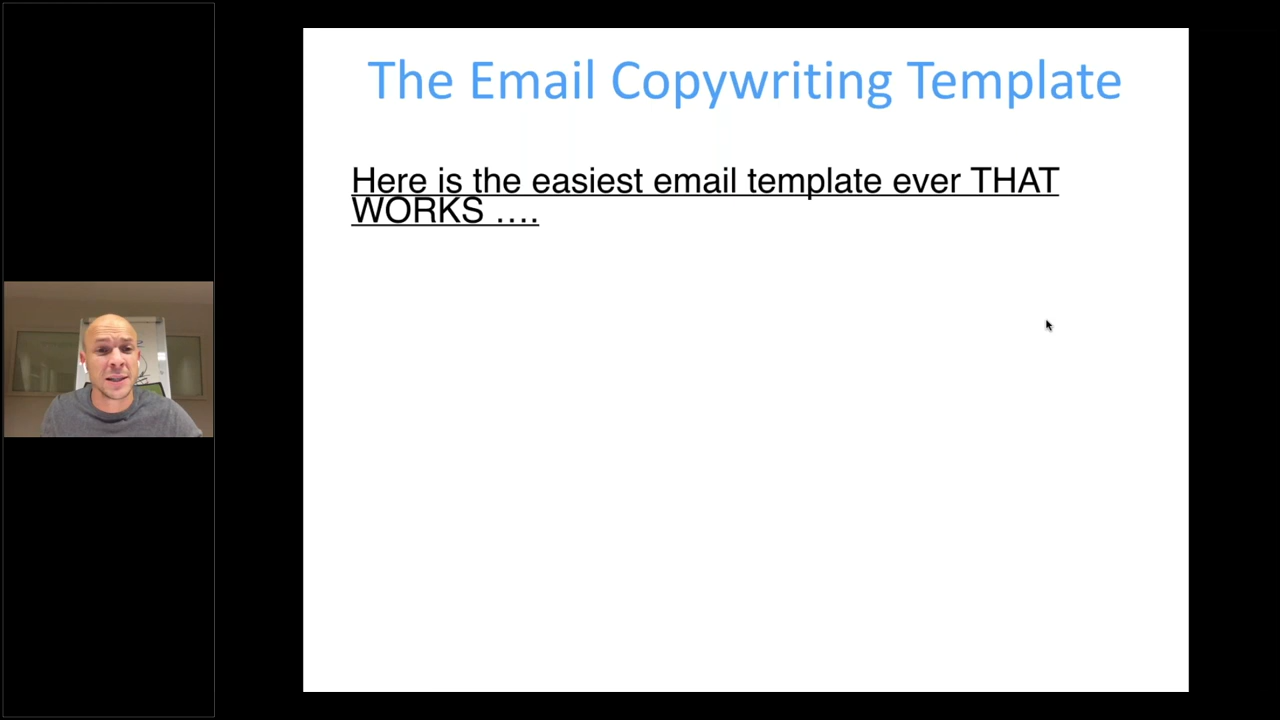 The Email Copywriting Template
Here is the easiest email template ever THAT
WORKS ....